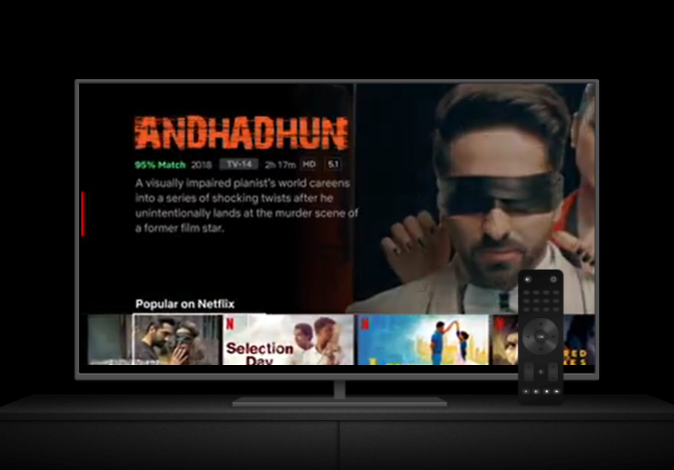 ANDHADHUN
95% Match 2018 TV-14 2h 17m HD 5.1
A visually impaired pianist's world careens
into a series of shocking twists after he
unintentionally lands at the murder scene of
a former film star.
Popular on Netflix
N N N
Selection
Day